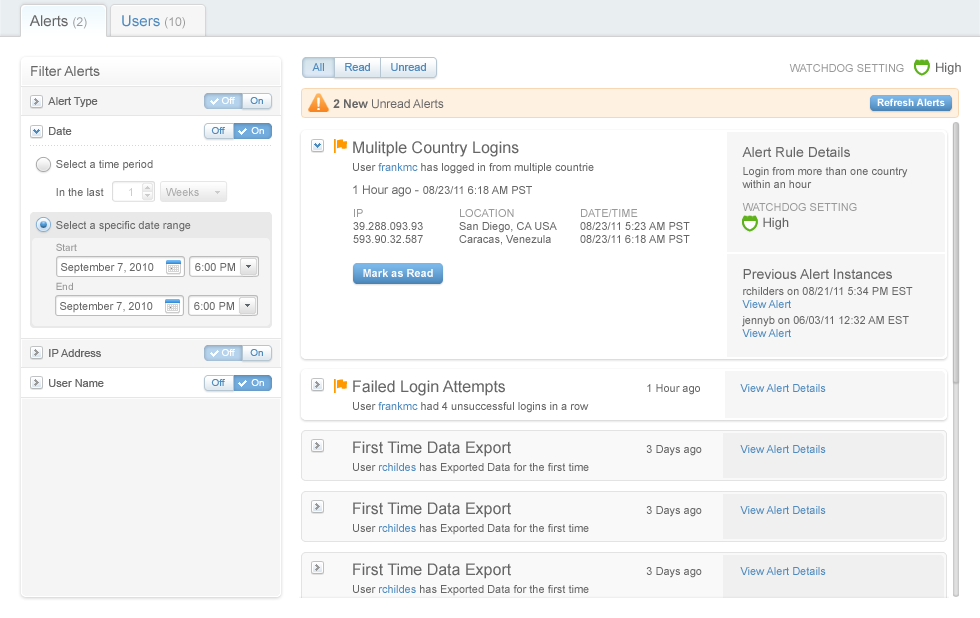 Alerts (2)
Users (10)
Filter Alerts
Alert Type
Off
On
Date
Off
On
Select a time period
In the last
1
Weeks
Select a specific date range
Start
September 7, 2010
6:00 PM
End
September 7, 2010
6:00 PM
IP Address
Off
On
User Name
Off
On
All
Read
Unread
WATCHDOG SETTING
High
2 New Unread Alerts
Refresh Alerts
Mulitple Country Logins
User frankmc has logged in from multiple countrie
1 Hour ago - 08/23/11 6:18 AM PST
IP LOCATION DATE/TIME
39.288.093.93 San Diego, CA USA 08/23/11 5:23 AM PST
593.90.32.587 Caracas, Venezula 08/23/11 6:18 AM PST
Mark as Read
Alert Rule Details
Login from more than one country
within an hour
WATCHDOG SETTING
High
Previous Alert Instances
rchilders on 08/21/11 5:34 PM EST
View Alert
jennyb on 06/03/11 12:32 AM EST
View Alert
Failed Login Attempts
User frankmc had 4 unsuccessful logins in a row
1 Hour ago
View Alert Details
First Time Data Export
User rchildes has Exported Data for the first time
3 Days ago
View Alert Details
First Time Data Export
User rchildes has Exported Data for the first time
3 Days ago
View Alert Details
First Time Data Export
User rchildes has Exported Data for the first time
3 Days ago
View Alert Details